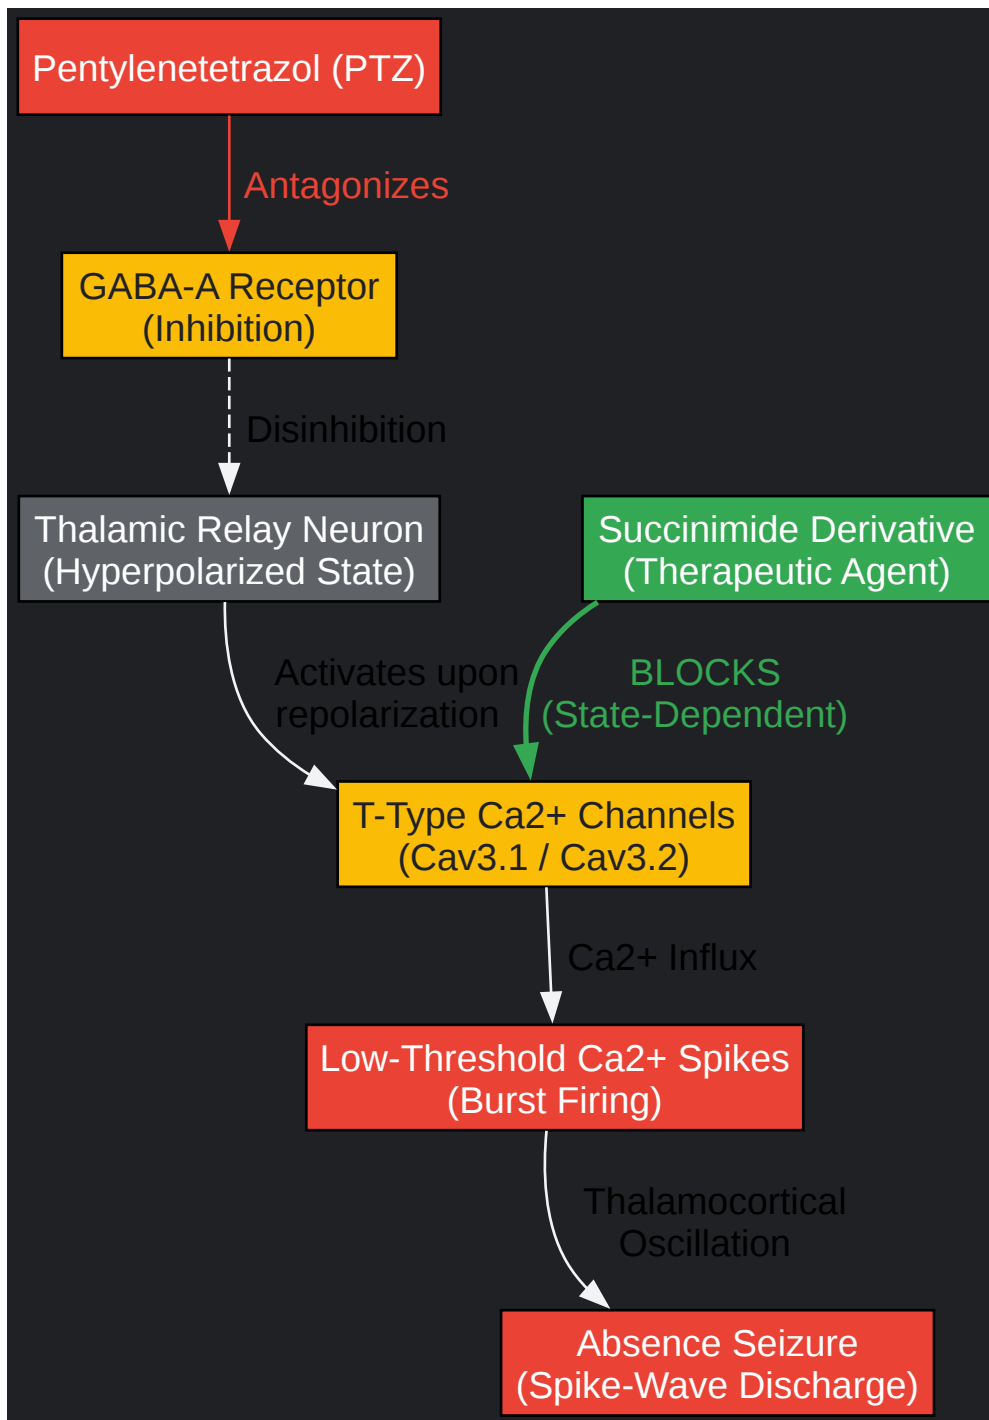 Pentylenetetrazol (PTZ)
Antagonizes
GABA-A Receptor
(Inhibition)
Disinhibition
Thalamic Relay Neuron
(Hyperpolarized State)
Succinimide Derivative
(Therapeutic Agent)
Activates upon
repolarization
BLOCKS
(State-Dependent)
T-Type Ca2+ Channels
(Cav3.1 / Cav3.2)
Ca2+ Influx
Low-Threshold Ca2+ Spikes
(Burst Firing)
Thalamocortical
Oscillation
Absence Seizure
(Spike-Wave Discharge)